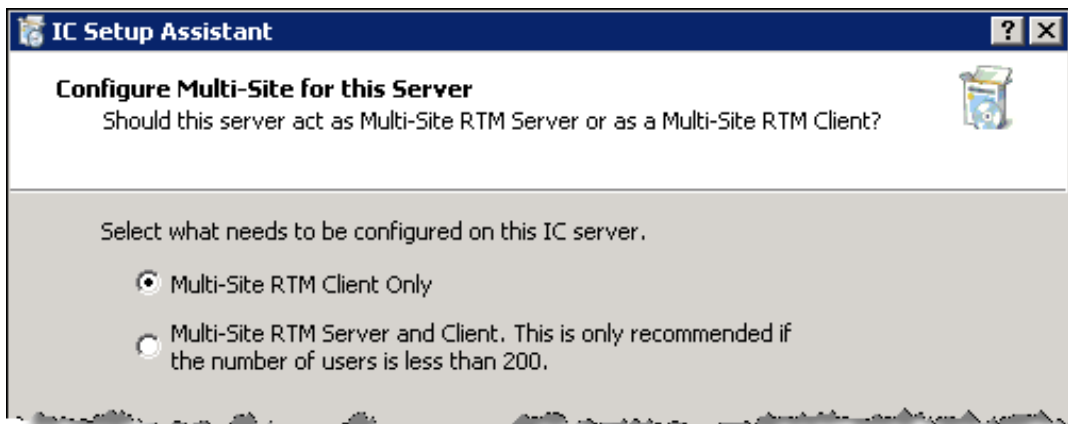 IC Setup Assistant
Configure Multi-Site for this Server
Should this server act as Multi-Site RTM Server or as a Multi-Site RTM Client?
Select what needs to be configured on this IC server.
Multi-Site RTM Client Only
Multi-Site RTM Server and Client. This is only recommended if
the number of users is less than 200.